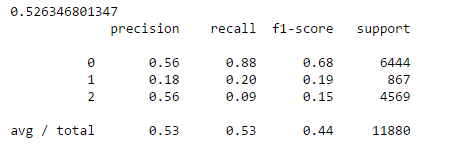 0.526346801347
precision recall f1-score support
0 0.56 0.88 0.68 6444
1 0.18 0.20 0.19 867
2 0.56 0.09 0.15 4569
avg / total 0.53 0.53 0.44 11880